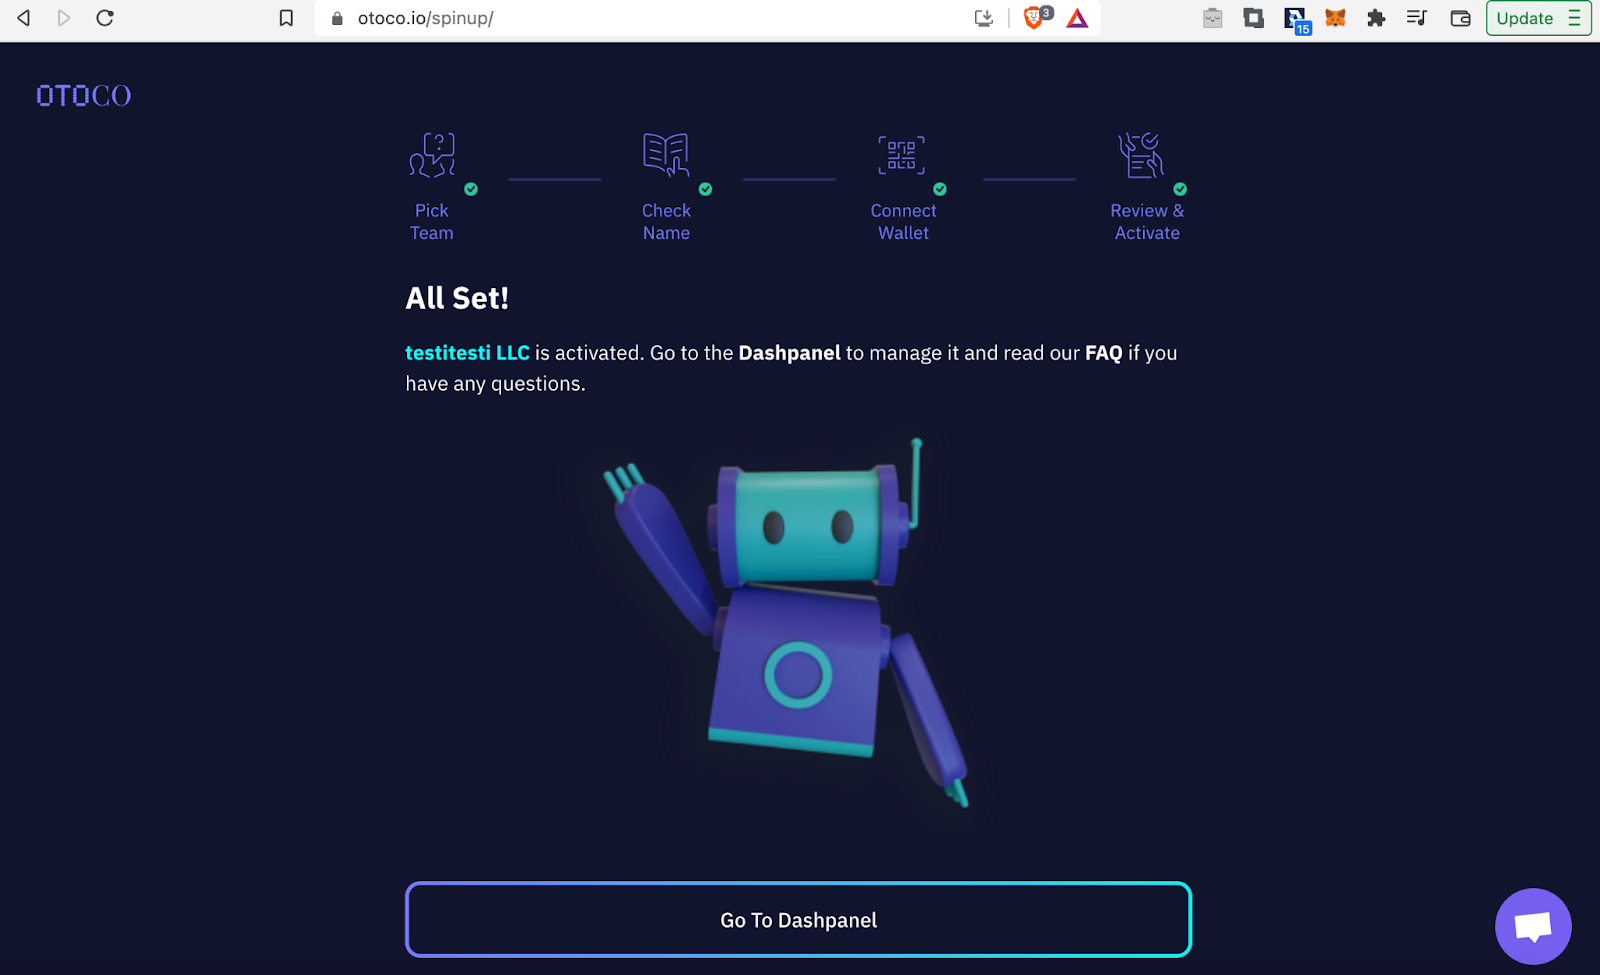 otoco.io/spinup/
3
15
Update
OTOCO
Pick
Team
Check
Name
Connect
Wallet
Review &
Activate
All Set!
testitesti LLC is activated. Go to the Dashpanel to manage it and read our FAQ if you
have any questions.
Go To Dashpanel